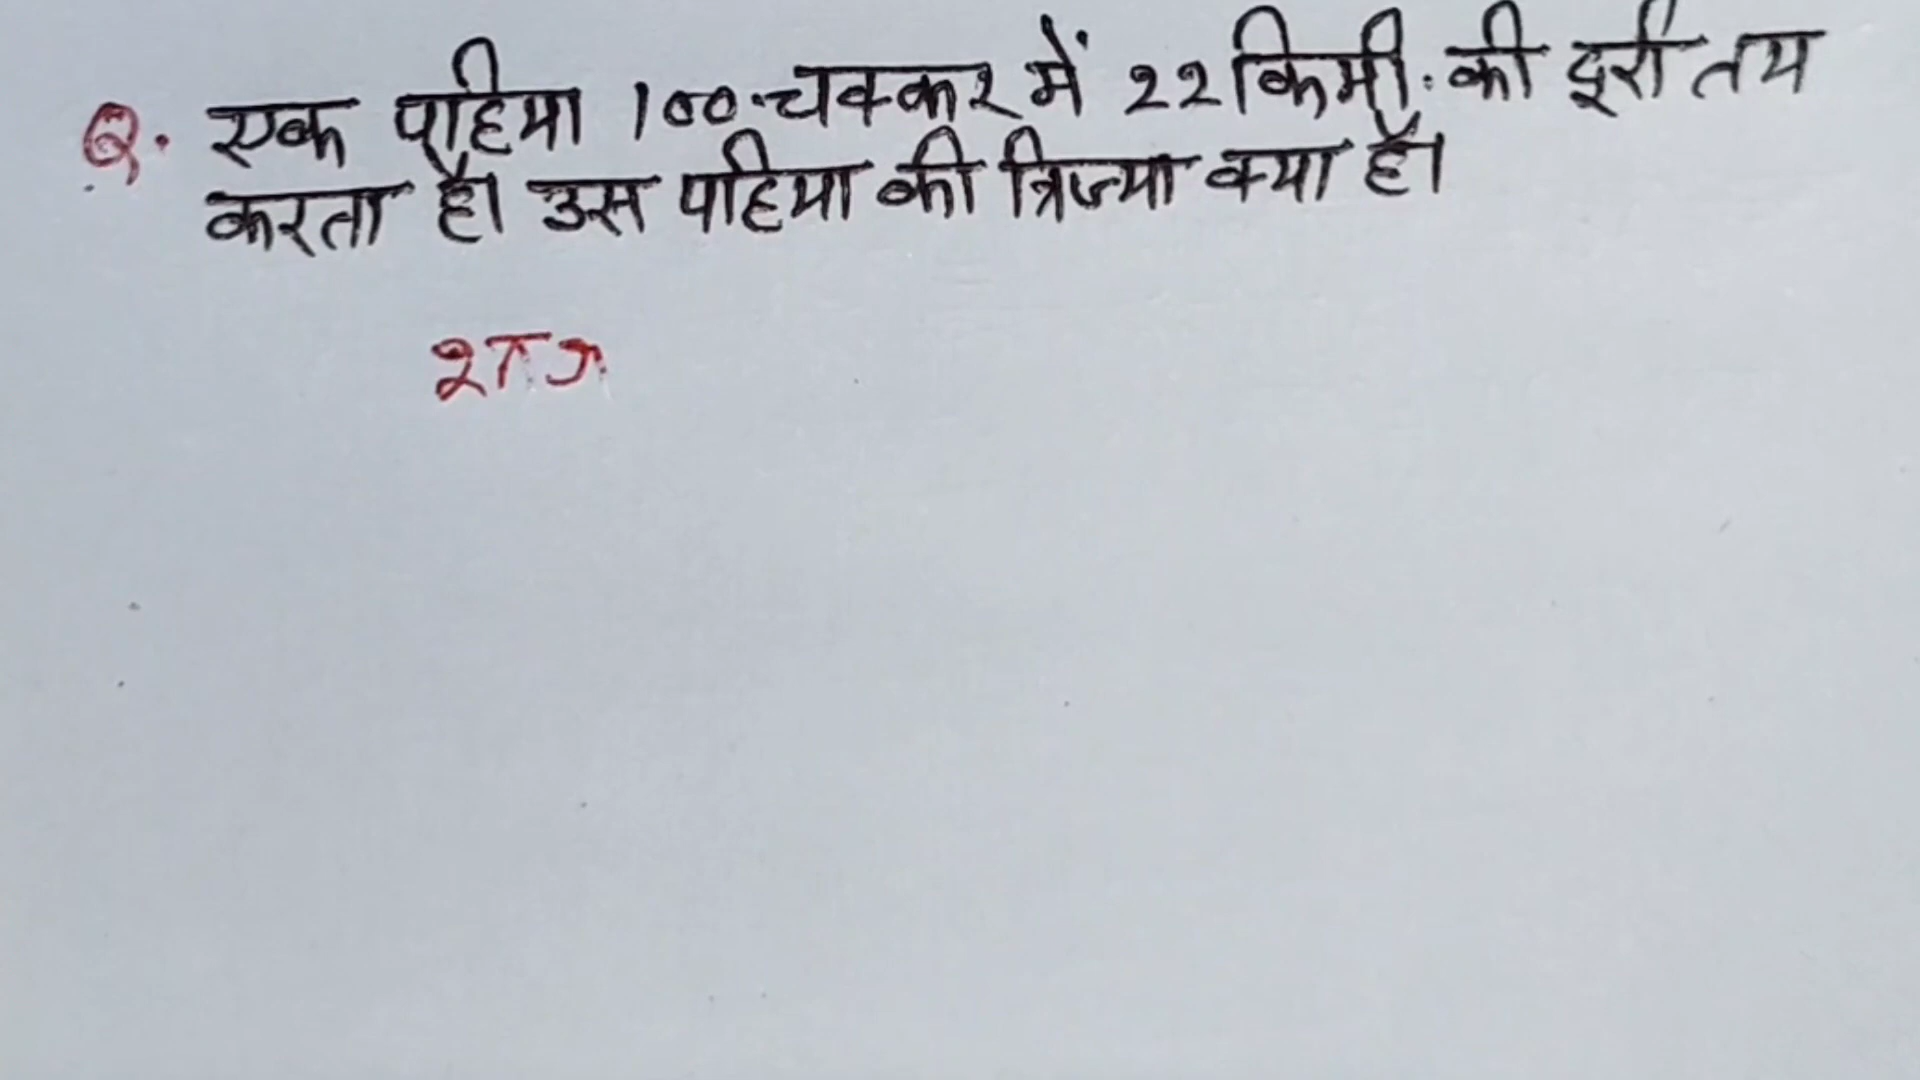 Q. एक पहिया 100 चक्कर में 22 किमी. की दूरी तय
करता है। उस पहिया की त्रिज्या क्या है।
2πr